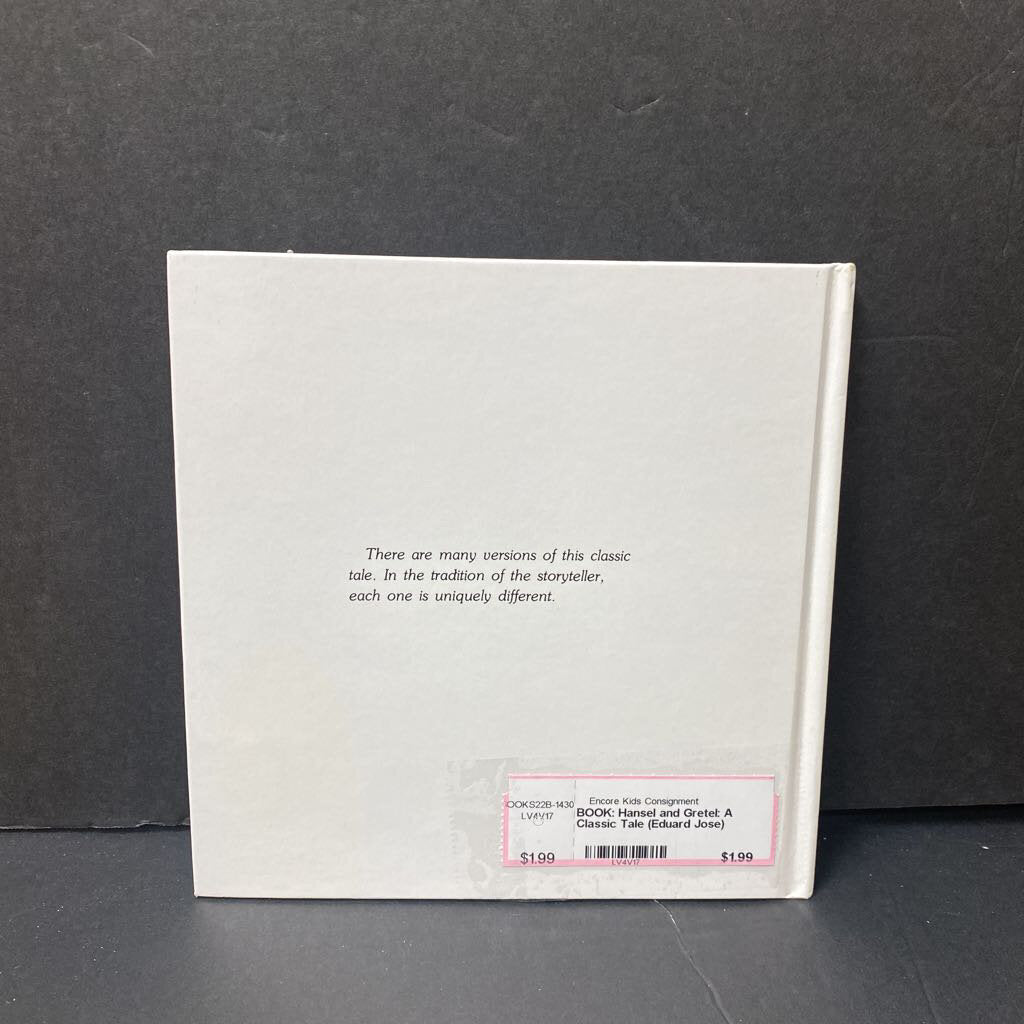 There are many versions of this classic
tale. In the tradition of the storyteller,
each one is uniquely different.
OOKS22B-1430
LV4V17
$1.99
Encore Kids Consignment
BOOK: Hansel and Gretel: A
Classic Tale (Eduard Jose)
LV4V17
$1.99